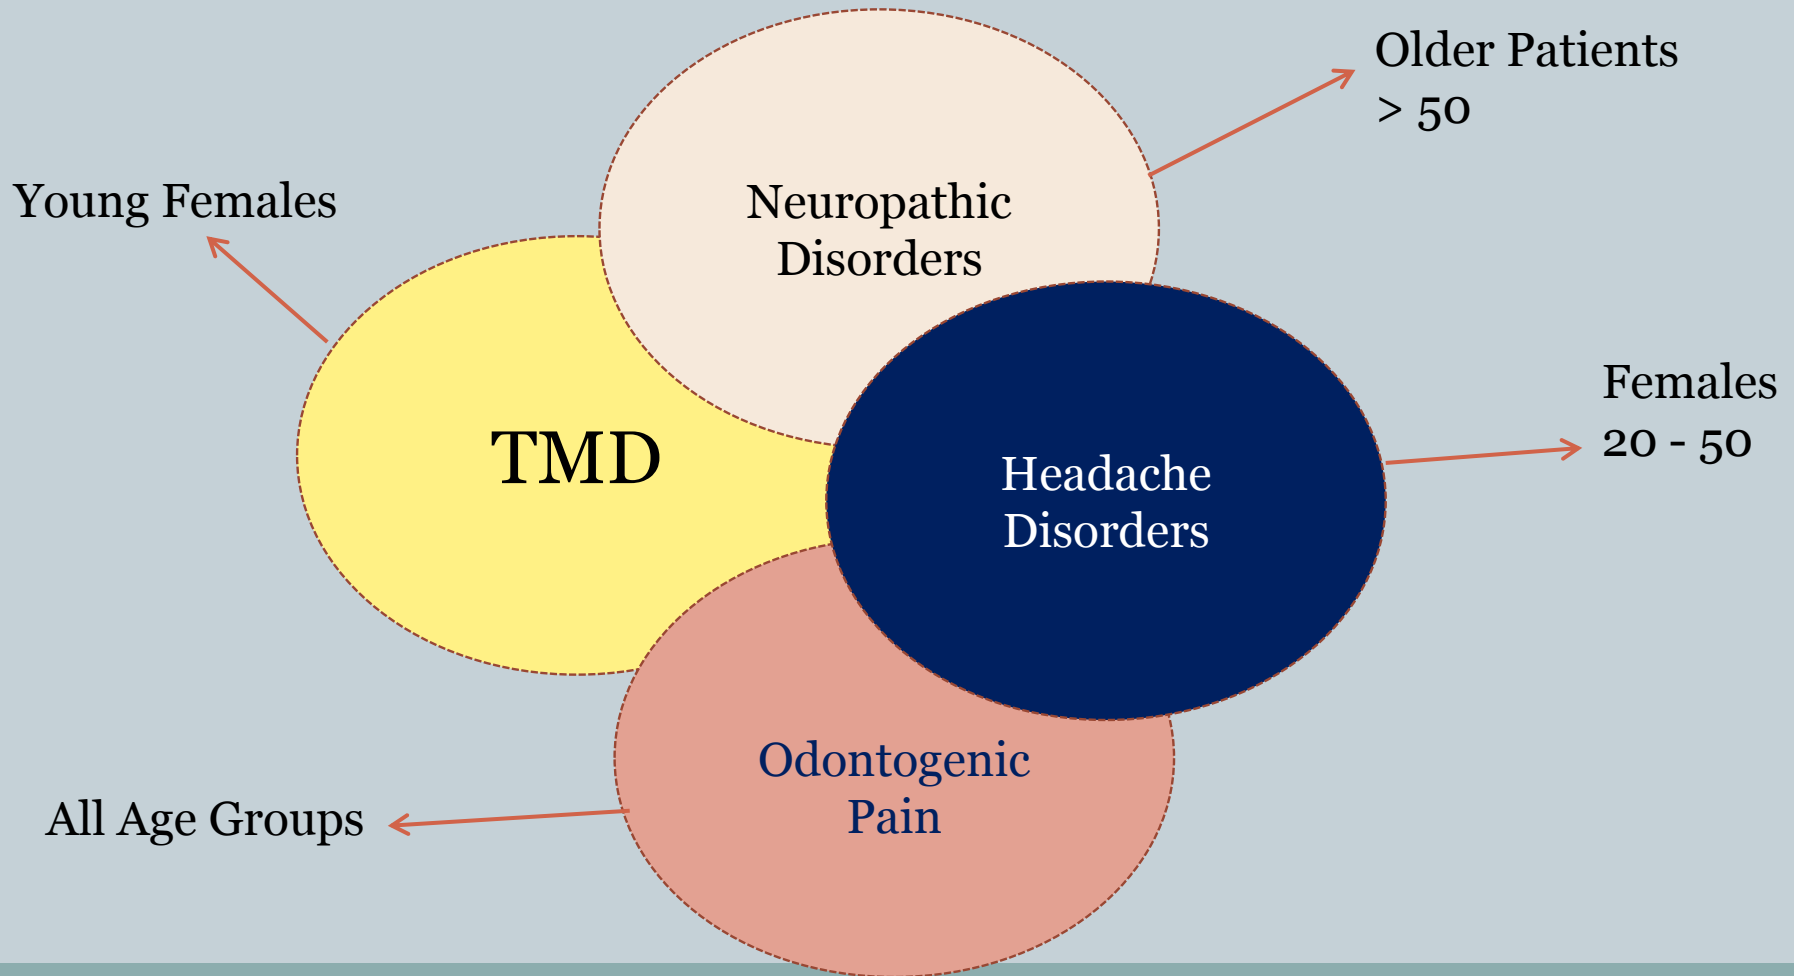 Older Patients
> 50
Young Females
Neuropathic
Disorders
Females
20 - 50
TMD
Headache
Disorders
Odontogenic
Pain
All Age Groups